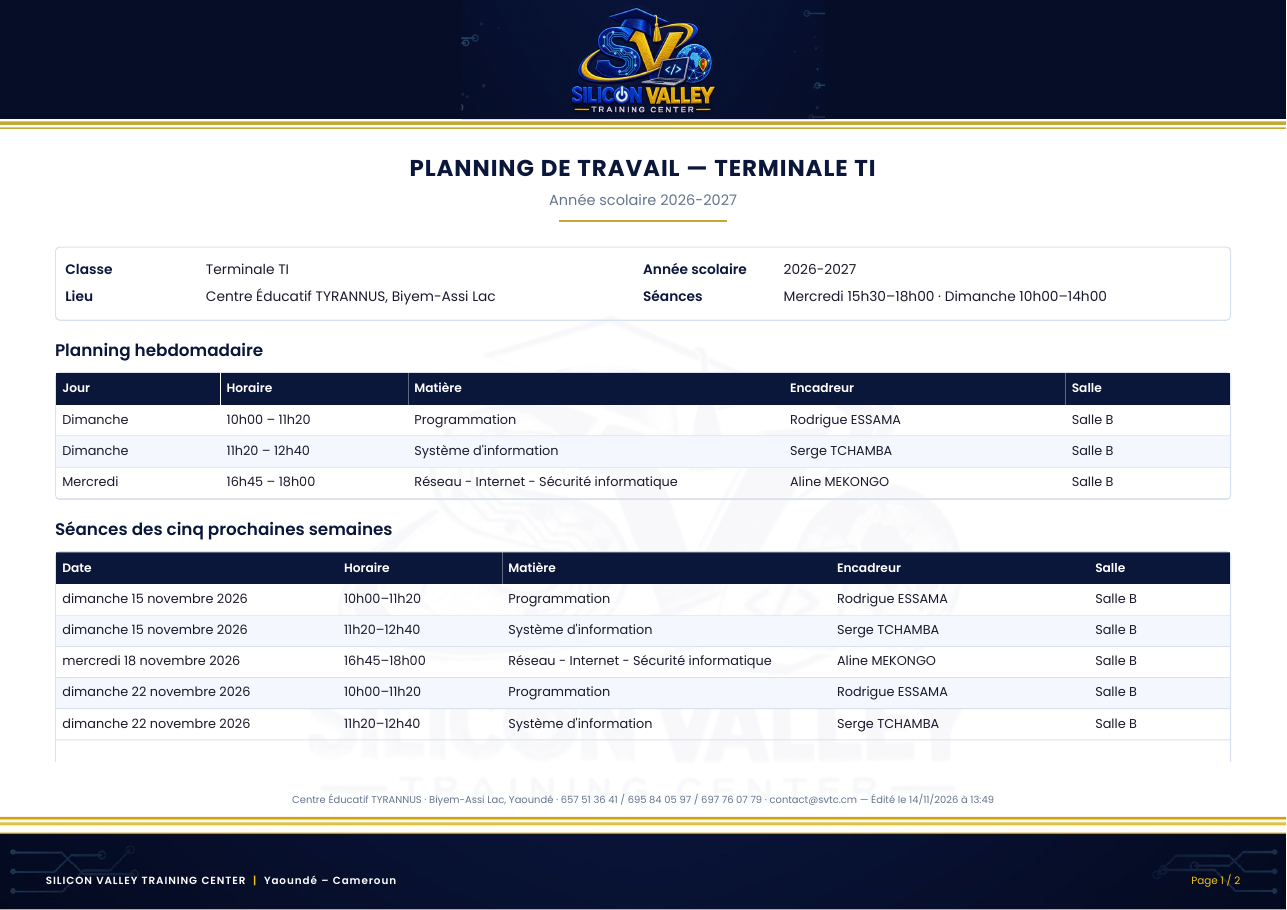 SV
</>
SILICON VALLEY
TRAINING CENTER
PLANNING DE TRAVAIL — TERMINALE TI
Année scolaire 2026-2027
Classe Terminale TI Année scolaire 2026-2027
Lieu Centre Éducatif TYRANNUS, Biyem-Assi Lac Séances Mercredi 15h30–18h00 · Dimanche 10h00–14h00
Planning hebdomadaire
Jour Horaire Matière Encadreur Salle
Dimanche 10h00 – 11h20 Programmation Rodrigue ESSAMA Salle B
Dimanche 11h20 – 12h40 Système d'information Serge TCHAMBA Salle B
Mercredi 16h45 – 18h00 Réseau - Internet - Sécurité informatique Aline MEKONGO Salle B
Séances des cinq prochaines semaines
Date Horaire Matière Encadreur Salle
dimanche 15 novembre 2026 10h00–11h20 Programmation Rodrigue ESSAMA Salle B
dimanche 15 novembre 2026 11h20–12h40 Système d'information Serge TCHAMBA Salle B
mercredi 18 novembre 2026 16h45–18h00 Réseau - Internet - Sécurité informatique Aline MEKONGO Salle B
dimanche 22 novembre 2026 10h00–11h20 Programmation Rodrigue ESSAMA Salle B
dimanche 22 novembre 2026 11h20–12h40 Système d'information Serge TCHAMBA Salle B
SILICON VALLEY
TRAINING CENTER
Centre Éducatif TYRANNUS · Biyem-Assi Lac, Yaoundé · 657 51 36 41 / 695 84 05 97 / 697 76 07 79 · contact@svtc.cm — Édité le 14/11/2026 à 13:49
SILICON VALLEY TRAINING CENTER | Yaoundé – Cameroun Page 1 / 2